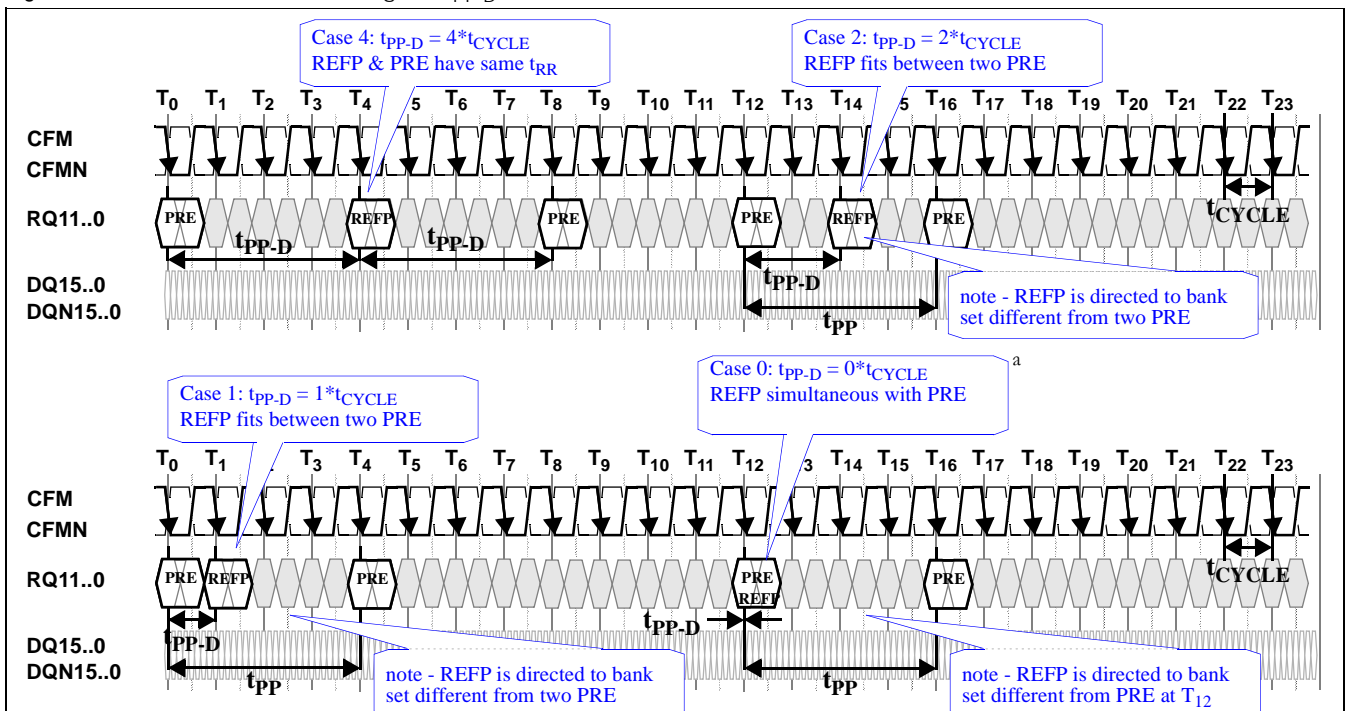 Case 4: tPP-D = 4*tCYCLE
REFP & PRE have same tRR
Case 2: tPP-D = 2*tCYCLE
REFP fits between two PRE
T0 T1 T2 T3 T4 5 T6 T7 T8 T9 T10 T11 T12 T13 T14 5 T16 T17 T18 T19 T20 T21 T22 T23
CFM
CFMN
RQ11..0
PRE REFP PRE PRE REFP PRE
tCYCLE
tPP-D tPP-D
DQ15..0
DQN15..0
tPP-D
tPP
note - REFP is directed to bank
set different from two PRE
Case 1: tPP-D = 1*tCYCLE
REFP fits between two PRE
Case 0: tPP-D = 0*tCYCLE
REFP simultaneous with PRE
a
T0 T1 T3 T4 T5 T6 T7 T8 T9 T10 T11 T12 3 T14 T15 T16 T17 T18 T19 T20 T21 T22 T23
CFM
CFMN
RQ11..0
PRE REFP PRE PRE REFP PRE
tCYCLE
tPP-D
tPP-D
DQ15..0
DQN15..0
tPP
tPP
note - REFP is directed to bank
set different from two PRE
note - REFP is directed to bank
set different from PRE at T12